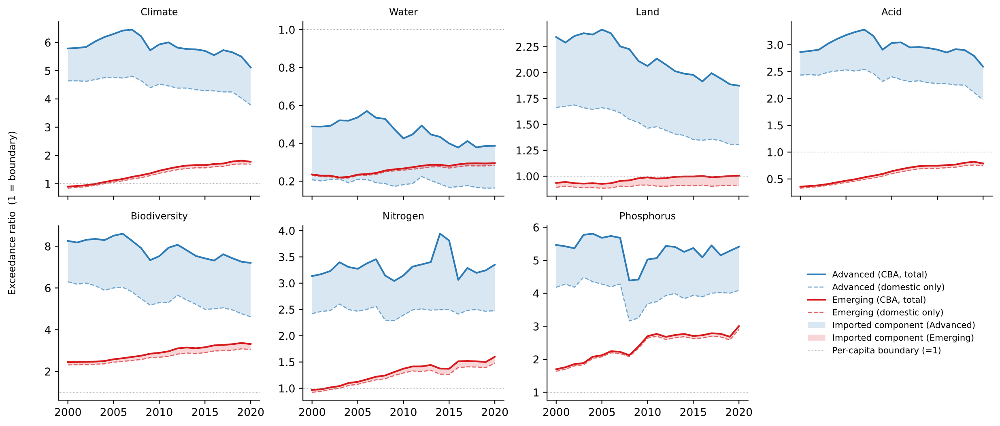 Climate
Water
Land
Acid
6
5
4
3
2
1
1.0
0.8
0.6
0.4
0.2
2.25
2.00
1.75
1.50
1.25
1.00
3.0
2.5
2.0
1.5
1.0
0.5
Exceedance ratio (1 = boundary)
Biodiversity
Nitrogen
Phosphorus
8
6
4
2
2000 2005 2010 2015 2020
4.0
3.5
3.0
2.5
2.0
1.5
1.0
2000 2005 2010 2015 2020
6
5
4
3
2
1
2000 2005 2010 2015 2020
Advanced (CBA, total)
Advanced (domestic only)
Emerging (CBA, total)
Emerging (domestic only)
Imported component (Advanced)
Imported component (Emerging)
Per-capita boundary (=1)